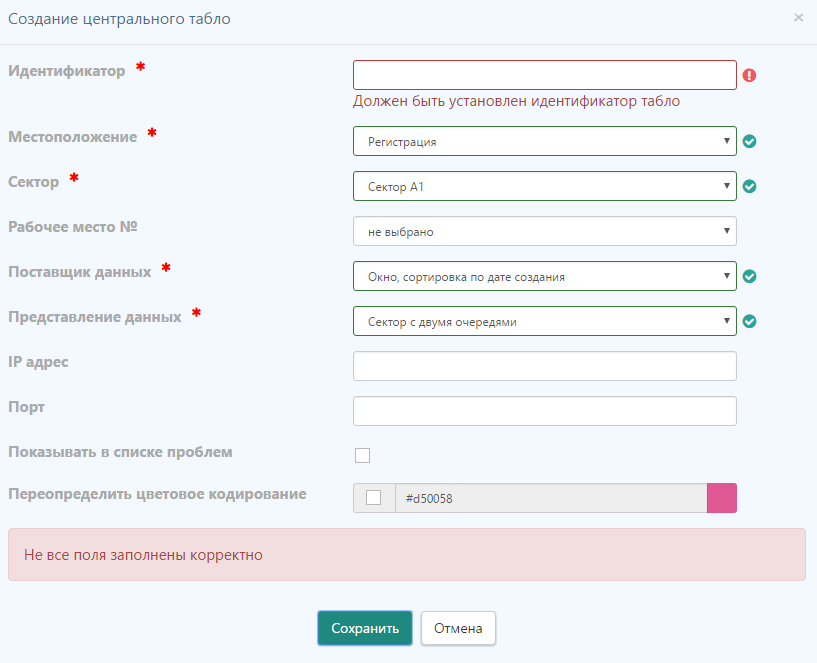 Создание центрального табло ×
Идентификатор *
Должен быть установлен идентификатор табло
Местоположение * Регистрация
Сектор * Сектор А1
Рабочее место № не выбрано
Поставщик данных * Окно, сортировка по дате создания
Представление данных * Сектор с двумя очередями
IP адрес
Порт
Показывать в списке проблем
Переопределить цветовое кодирование #d50058
Не все поля заполнены корректно
Сохранить Отмена